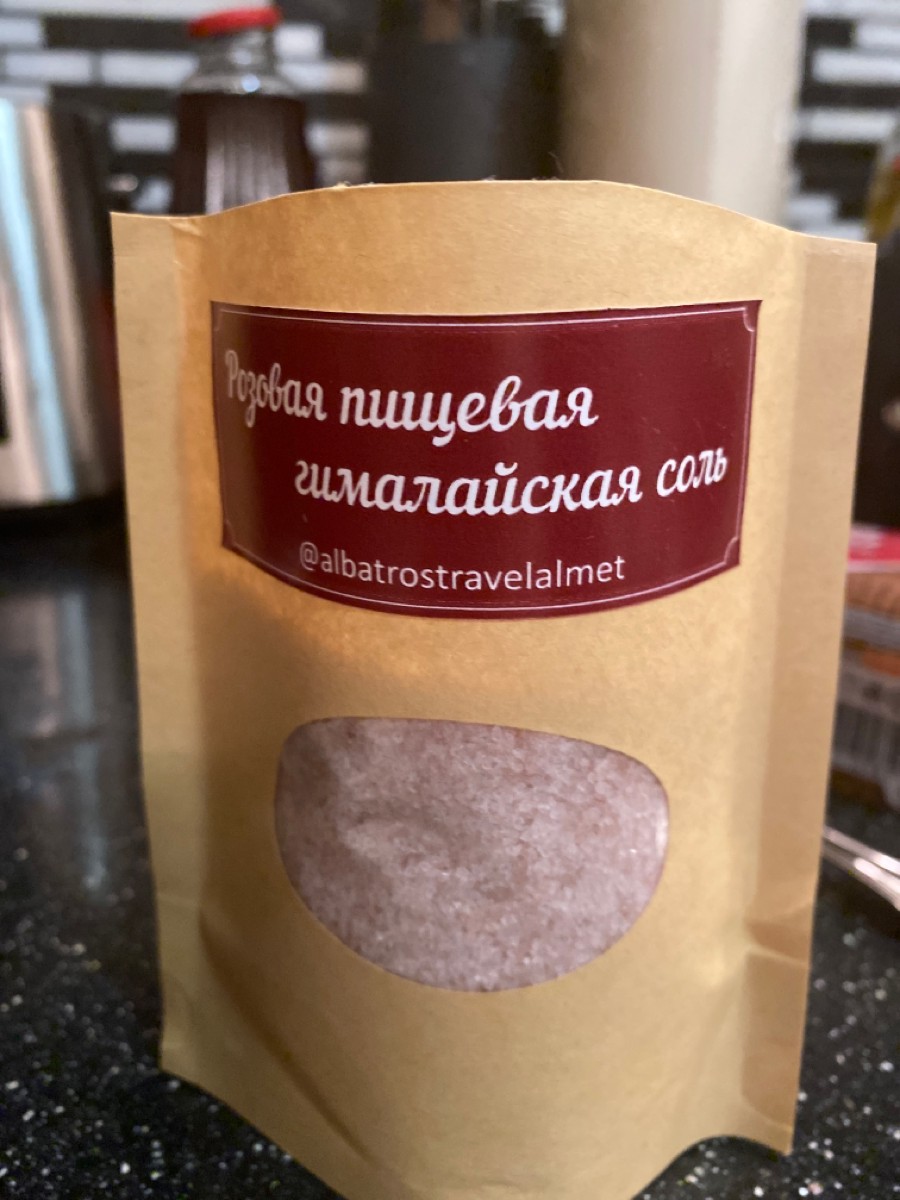 Розовая пищевая
гималайская соль
@albatrostravelalmet